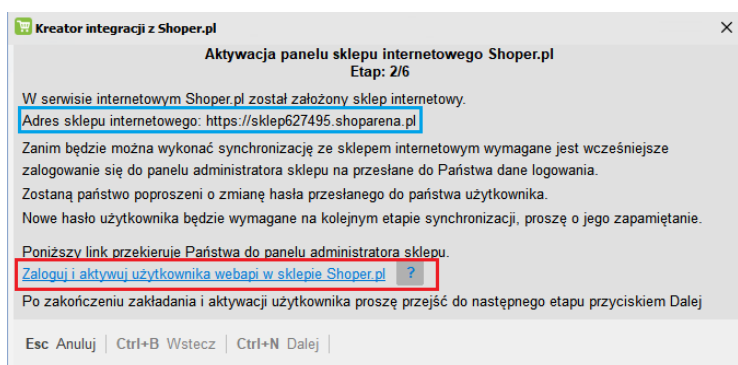 Kreator integracji z Shoper.pl
Aktywacja panelu sklepu internetowego Shoper.pl
Etap: 2/6
W serwisie internetowym Shoper.pl został założony sklep internetowy.
Adres sklepu internetowego: https://sklep627495.shoparena.pl
Zanim będzie można wykonać synchronizację ze sklepem internetowym wymagane jest wcześniejsze
zalogowanie się do panelu administratora sklepu na przesłane do Państwa dane logowania.
Zostaną państwo poproszeni o zmianę hasła przesłanego do państwa użytkownika.
Nowe hasło użytkownika będzie wymagane na kolejnym etapie synchronizacji, proszę o jego zapamiętanie.
Poniższy link przekieruje Państwa do panelu administratora sklepu.
Zaloguj i aktywuj użytkownika webapi w sklepie Shoper.pl ?
Po zakończeniu zakładania i aktywacji użytkownika proszę przejść do następnego etapu przyciskiem Dalej
Esc Anuluj Ctrl+B Wstecz Ctrl+N Dalej